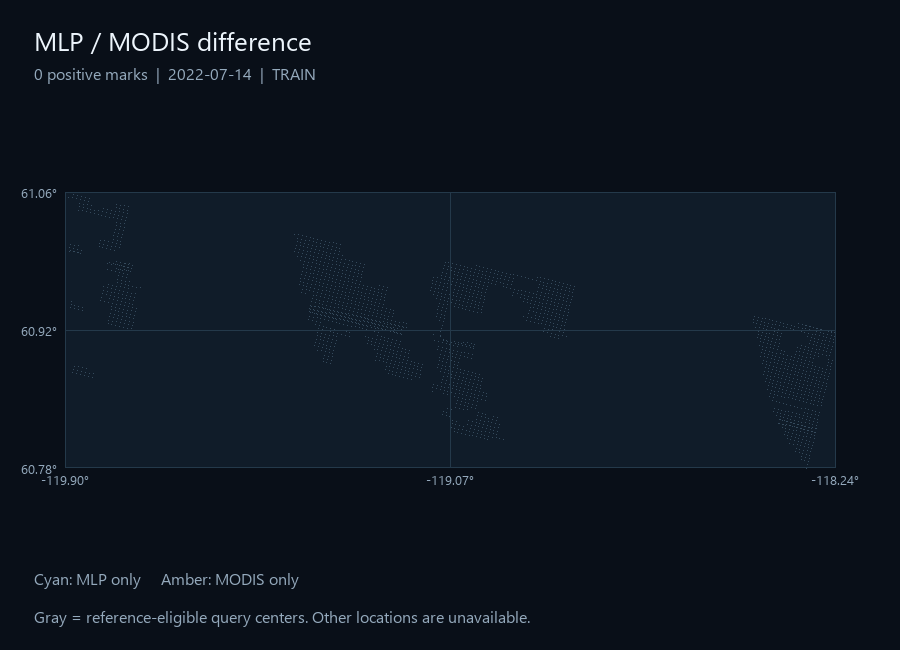 MLP / MODIS difference
0 positive marks | 2022-07-14 | TRAIN
61.06°
60.92°
60.78°
-119.90° -119.07° -118.24°
Cyan: MLP only Amber: MODIS only
Gray = reference-eligible query centers. Other locations are unavailable.